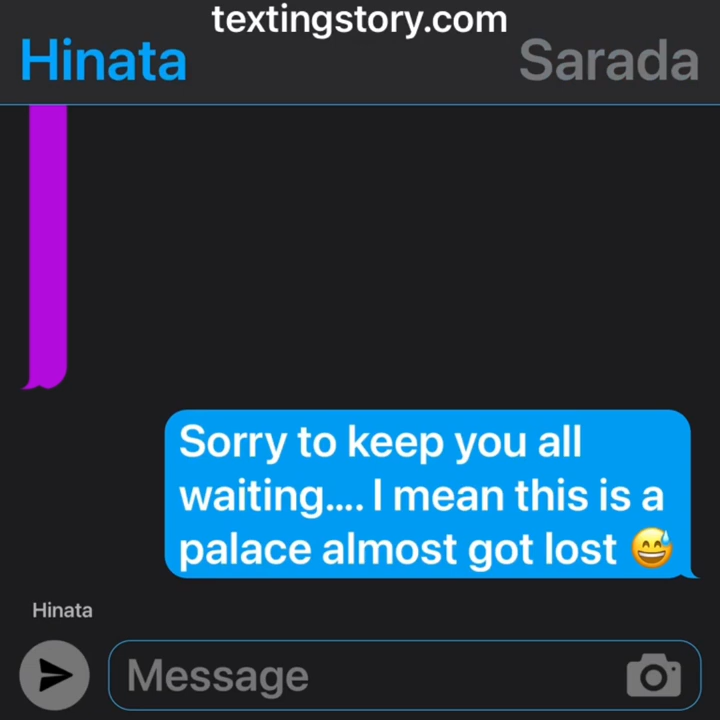 textingstory.com
Hinata
Sarada
Sorry to keep you all
waiting.... I mean this is a
palace almost got lost 😅
Hinata
Message